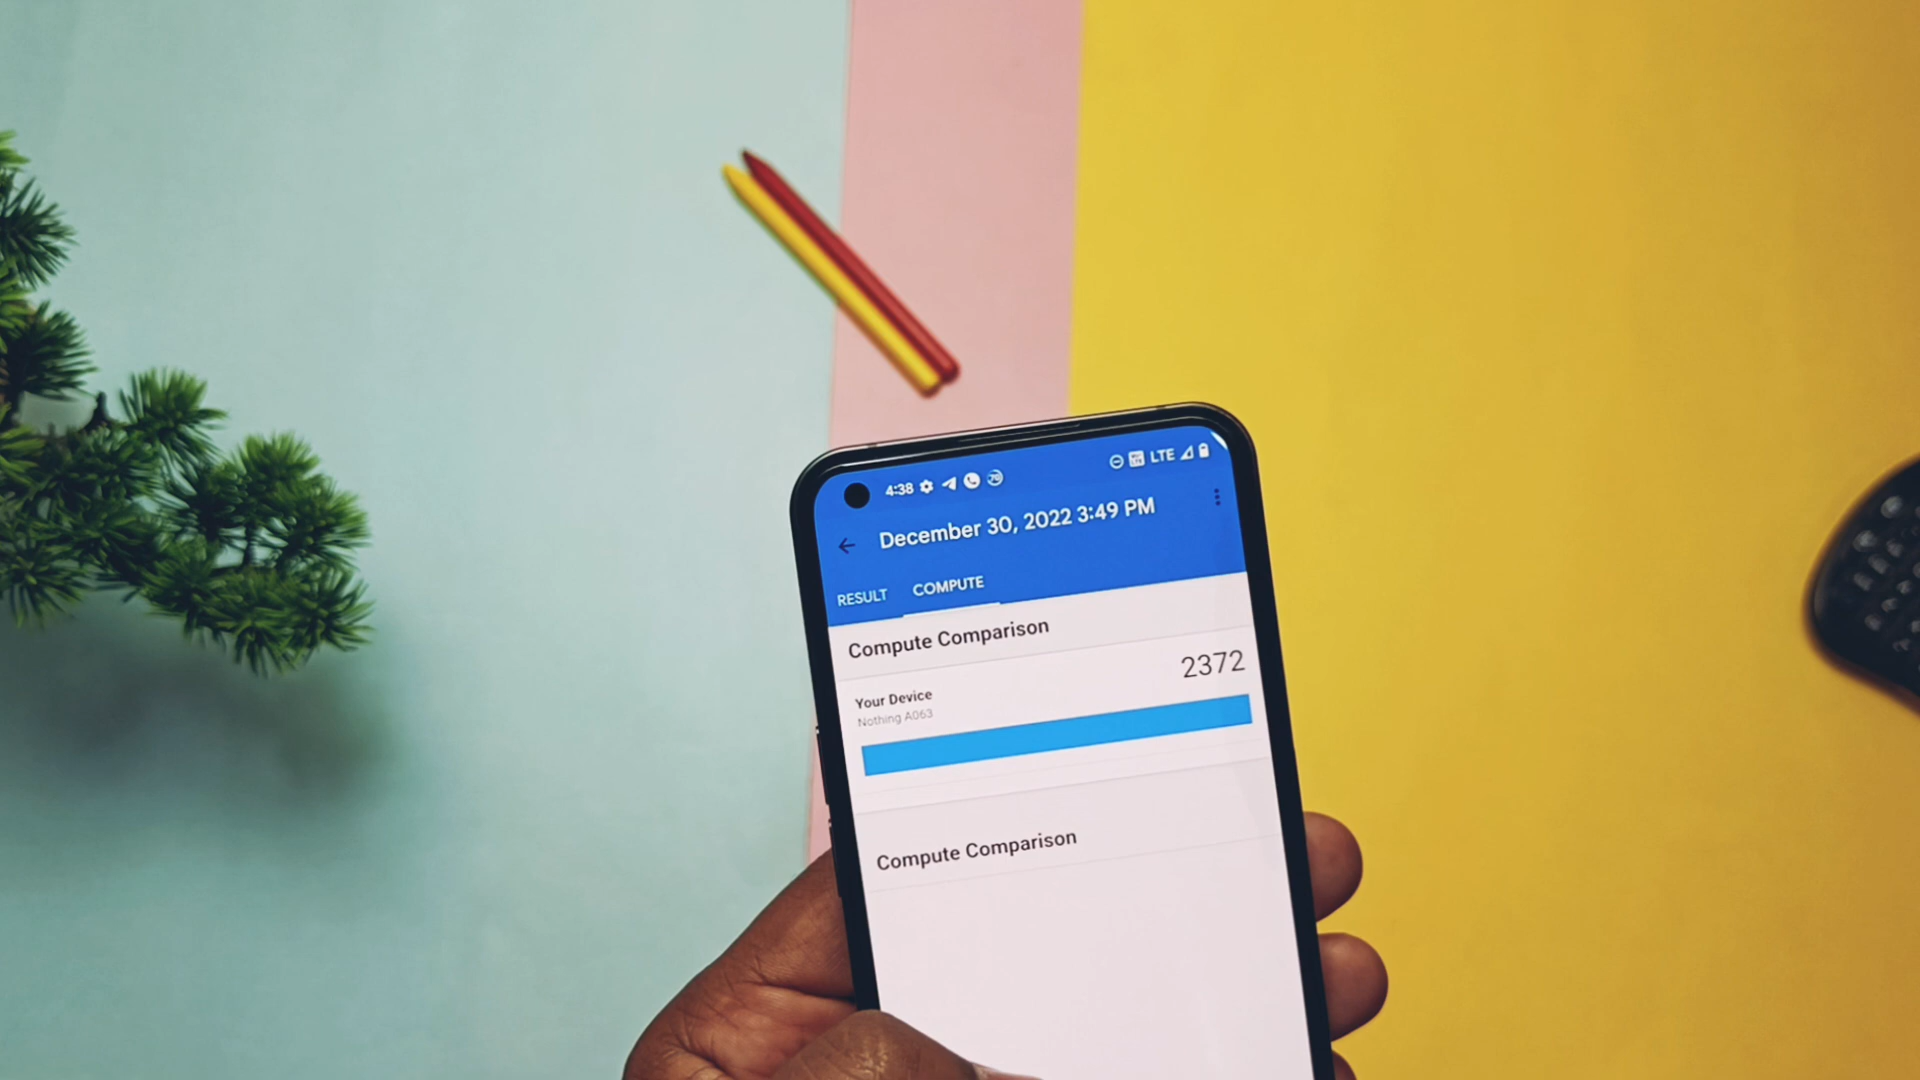 4:38 LTE
December 30, 2022 3:49 PM
RESULT COMPUTE
Compute Comparison
2372
Your Device
Nothing A063
Compute Comparison